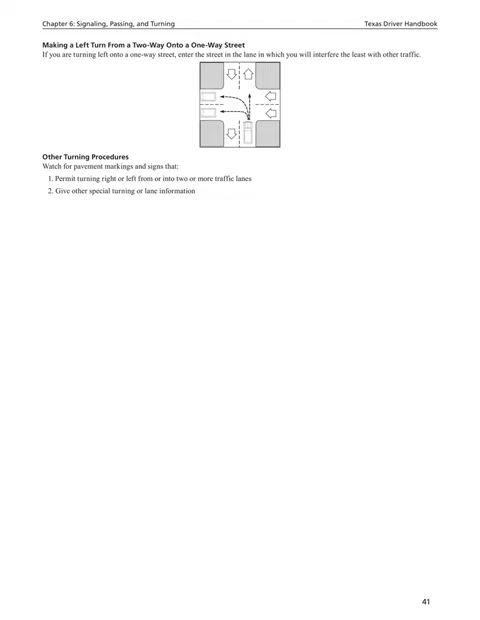 Chapter 6: Signaling, Passing, and Turning
Texas Driver Handbook
Making a Left Turn From a Two-Way Onto a One-Way Street
If you are turning left onto a one-way street, enter the street in the lane in which you will interfere the least with other traffic.
Other Turning Procedures
Watch for pavement markings and signs that:
1. Permit turning right or left from or into two or more traffic lanes
2. Give other special turning or lane information
41